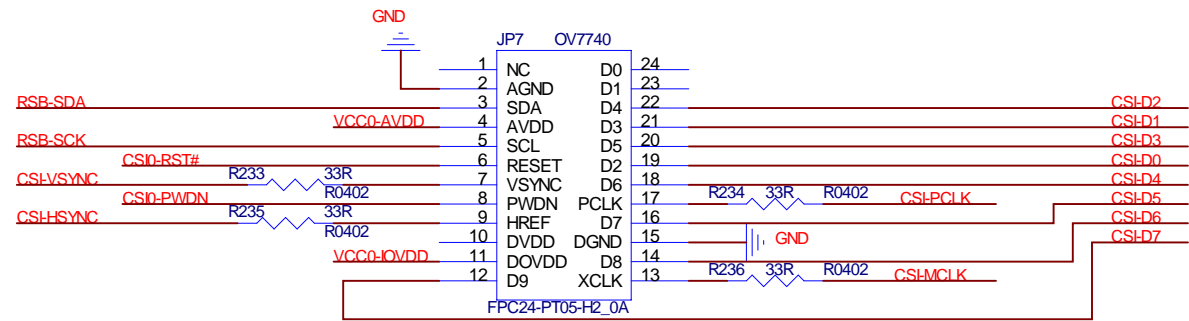 GND
JP7 OV7740
1 NC D0 24
2 AGND D1 23
RSB-SDA 3 SDA D4 22 CSI-D2
VCC0-AVDD 4 AVDD D3 21 CSI-D1
RSB-SCK 5 SCL D5 20 CSI-D3
CSI0-RST# 6 RESET D2 19 CSI-D0
CSI-VSYNC R233 33R R0402 7 VSYNC D6 18 CSI-D4
CSI0-PWDN 8 PWDN PCLK 17 R234 33R R0402 CSI-PCLK CSI-D5
CSI-HSYNC R235 33R R0402 9 HREF D7 16 CSI-D6
10 DVDD DGND 15 GND CSI-D7
VCC0-IOVDD 11 DOVDD D8 14
12 D9 XCLK 13 R236 33R R0402 CSI-MCLK
FPC24-PT05-H2_0A